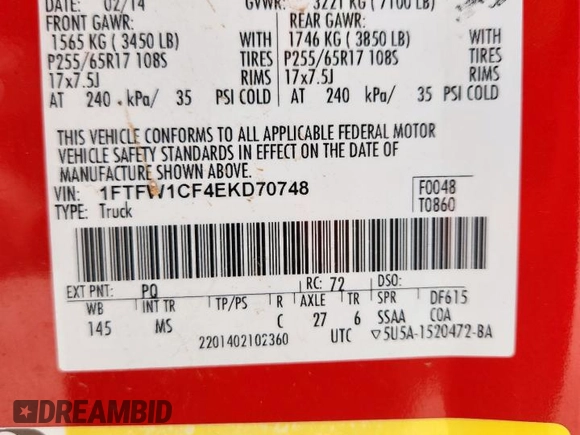 DATE: 02/14 GVWR: 3221 KG ( 7100 LB)
FRONT GAWR: REAR GAWR:
1565 KG ( 3450 LB) WITH 1746 KG ( 3850 LB) WITH
P255/65R17 108S TIRES P255/65R17 108S TIRES
17x7.5J RIMS 17x7.5J RIMS
AT 240 kPa/ 35 PSI COLD AT 240 kPa/ 35 PSI COLD
THIS VEHICLE CONFORMS TO ALL APPLICABLE FEDERAL MOTOR
VEHICLE SAFETY STANDARDS IN EFFECT ON THE DATE OF
MANUFACTURE SHOWN ABOVE.
VIN: 1FTFW1CF4EKD70748 F0048
TYPE: Truck T0860
EXT PNT: PQ RC: 72 DSO:
WB INT TR TP/PS R AXLE TR SPR DF615
145 MS C 27 6 SSAA COA
2201402102360 UTC ▽5U5A-1520472-BA
DREAMBID